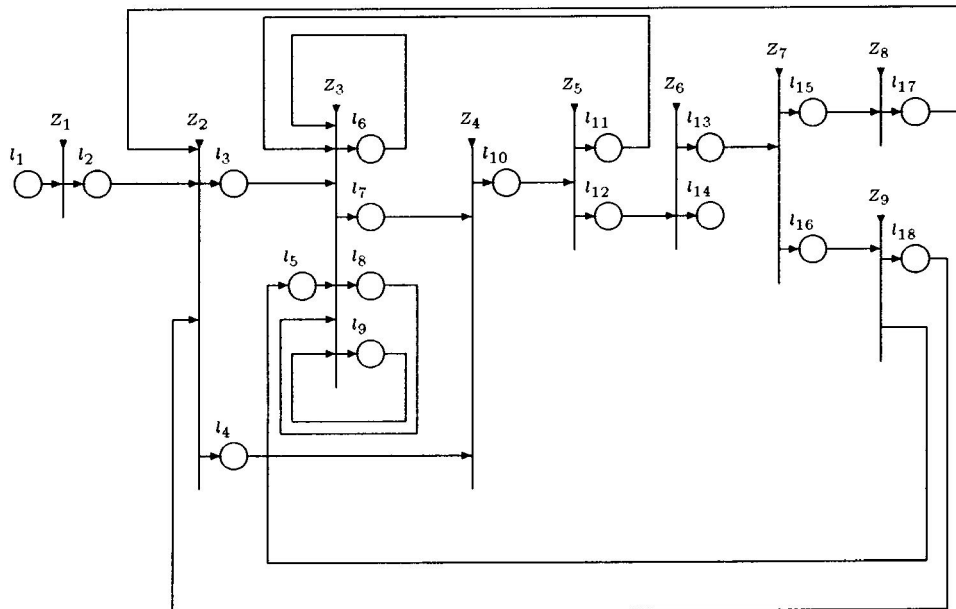 Z₇
Z₈
Z₃
Z₅
Z₆
l₁₅
l₁₇
Z₁
Z₂
l₆
Z₄
l₁₁
l₁₃
l₁
l₂
l₃
l₁₀
l₇
l₁₂
l₁₄
Z₉
l₁₆
l₁₈
l₅
l₈
l₉
l₄